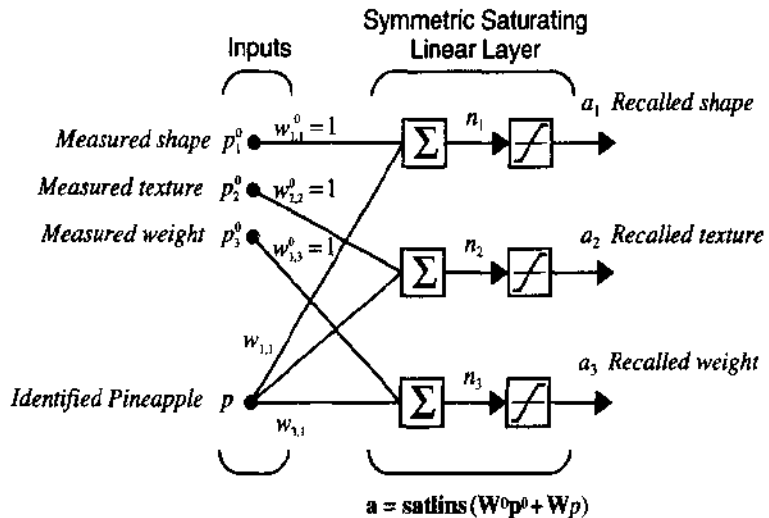 Inputs
Symmetric Saturating
Linear Layer
Measured shape p₁⁰ w⁰₁,₁ = 1 Σ n₁ a₁ Recalled shape
Measured texture p₂⁰ w⁰₂,₂ = 1
Measured weight p₃⁰ w⁰₃,₃ = 1 Σ n₂ a₂ Recalled texture
w₁,₁
Identified Pineapple p w₃,₁ Σ n₃ a₃ Recalled weight
a = satlins (W⁰p⁰ + Wp)